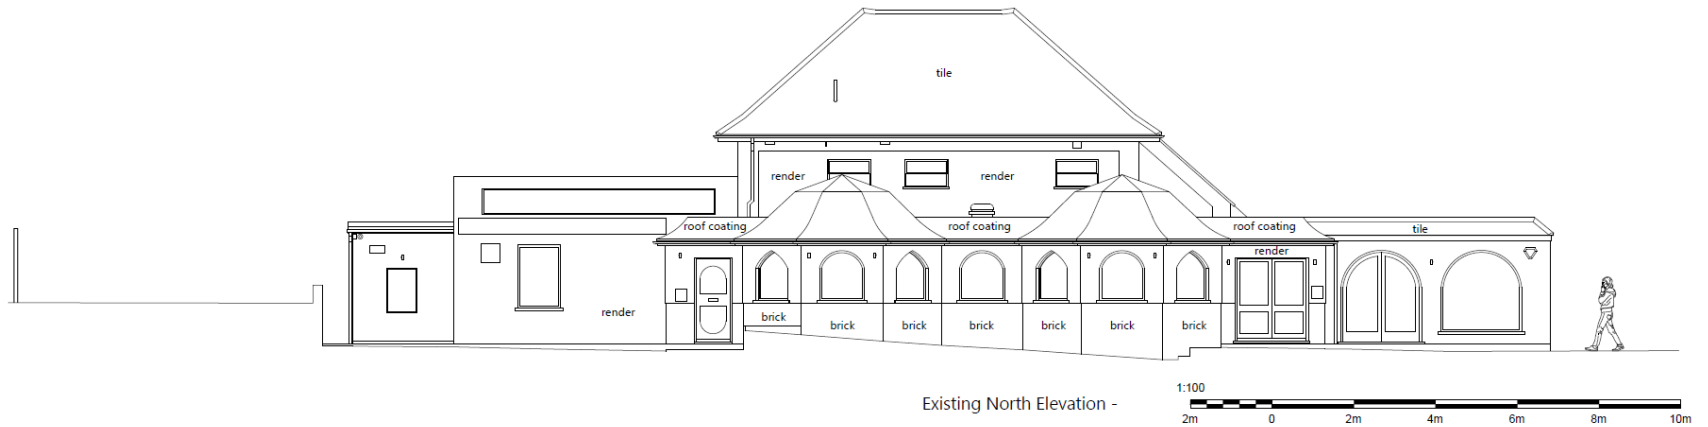 tile
render
render
roof coating
roof coating
roof coating
tile
render
render
brick
brick
brick
brick
brick
brick
brick
Existing North Elevation -
1:100
2m 0 2m 4m 6m 8m 10m